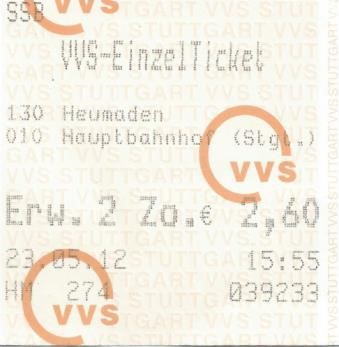 SSB
VVS
VVS-EinzelTicket
130 Heumaden
010 Hauptbahnhof (Stgt.)
VVS
Erw. 2 Zo.€ 2,60
23.05.12 15:55
HM 274 039233
VVS